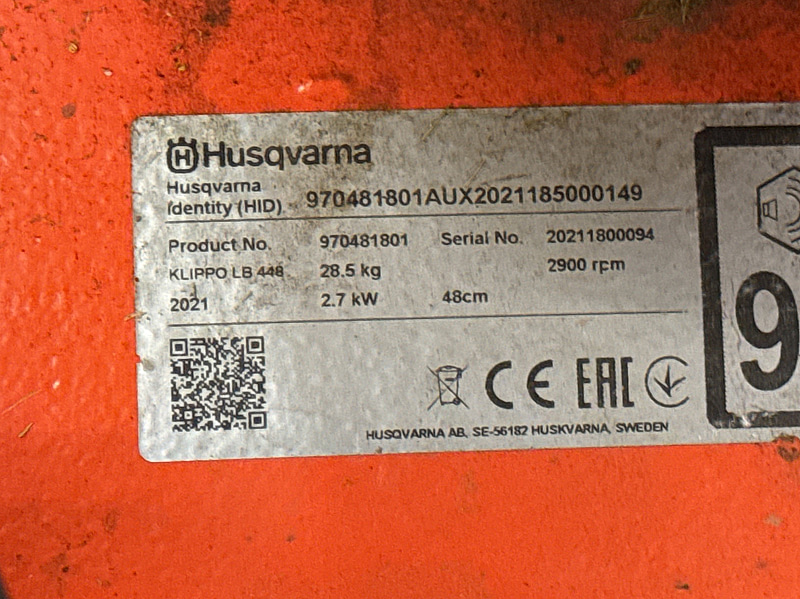 Husqvarna
Husqvarna
Identity (HID) 970481801AUX2021185000149
Product No. 970481801 Serial No. 20211800094
KLIPPO LB 448 28.5 kg 2900 rpm
2021 2.7 kW 48cm
CE EAC
HUSQVARNA AB, SE-56182 HUSKVARNA, SWEDEN
9